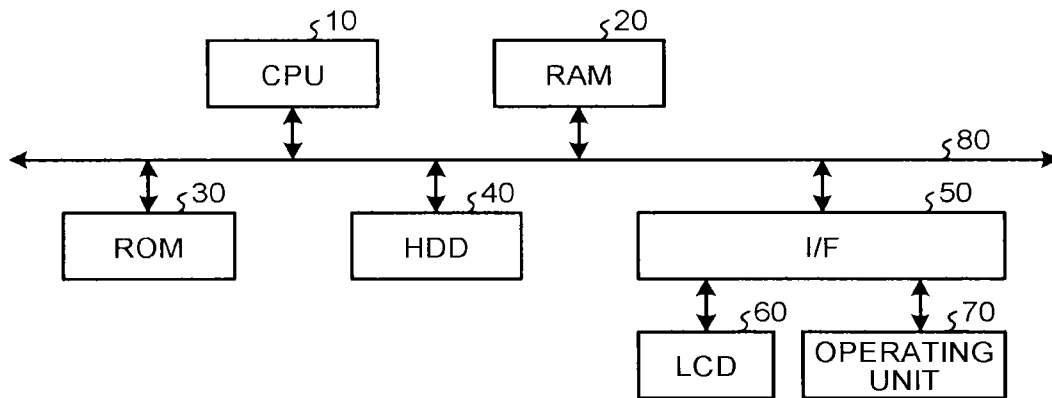 10
CPU
20
RAM
80
30
ROM
40
HDD
50
I/F
60
LCD
70
OPERATING
UNIT